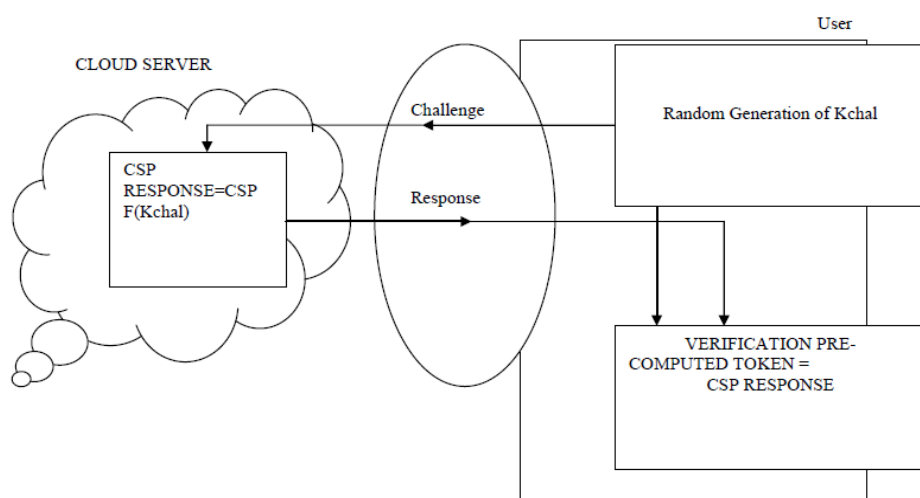 User
CLOUD SERVER
Challenge
Random Generation of Kchal
CSP
RESPONSE=CSP
F(Kchal)
Response
VERIFICATION PRE-
COMPUTED TOKEN =
CSP RESPONSE